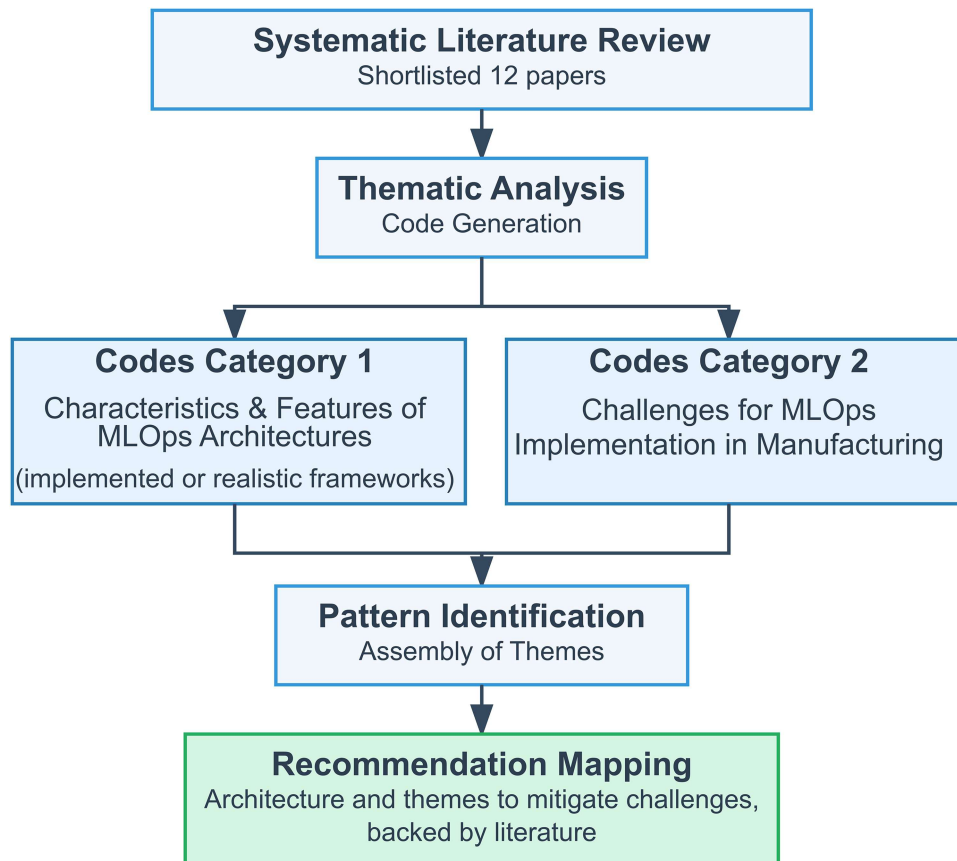 Systematic Literature Review
Shortlisted 12 papers
Thematic Analysis
Code Generation
Codes Category 1
Characteristics & Features of
MLOps Architectures
(implemented or realistic frameworks)
Codes Category 2
Challenges for MLOps
Implementation in Manufacturing
Pattern Identification
Assembly of Themes
Recommendation Mapping
Architecture and themes to mitigate challenges,
backed by literature